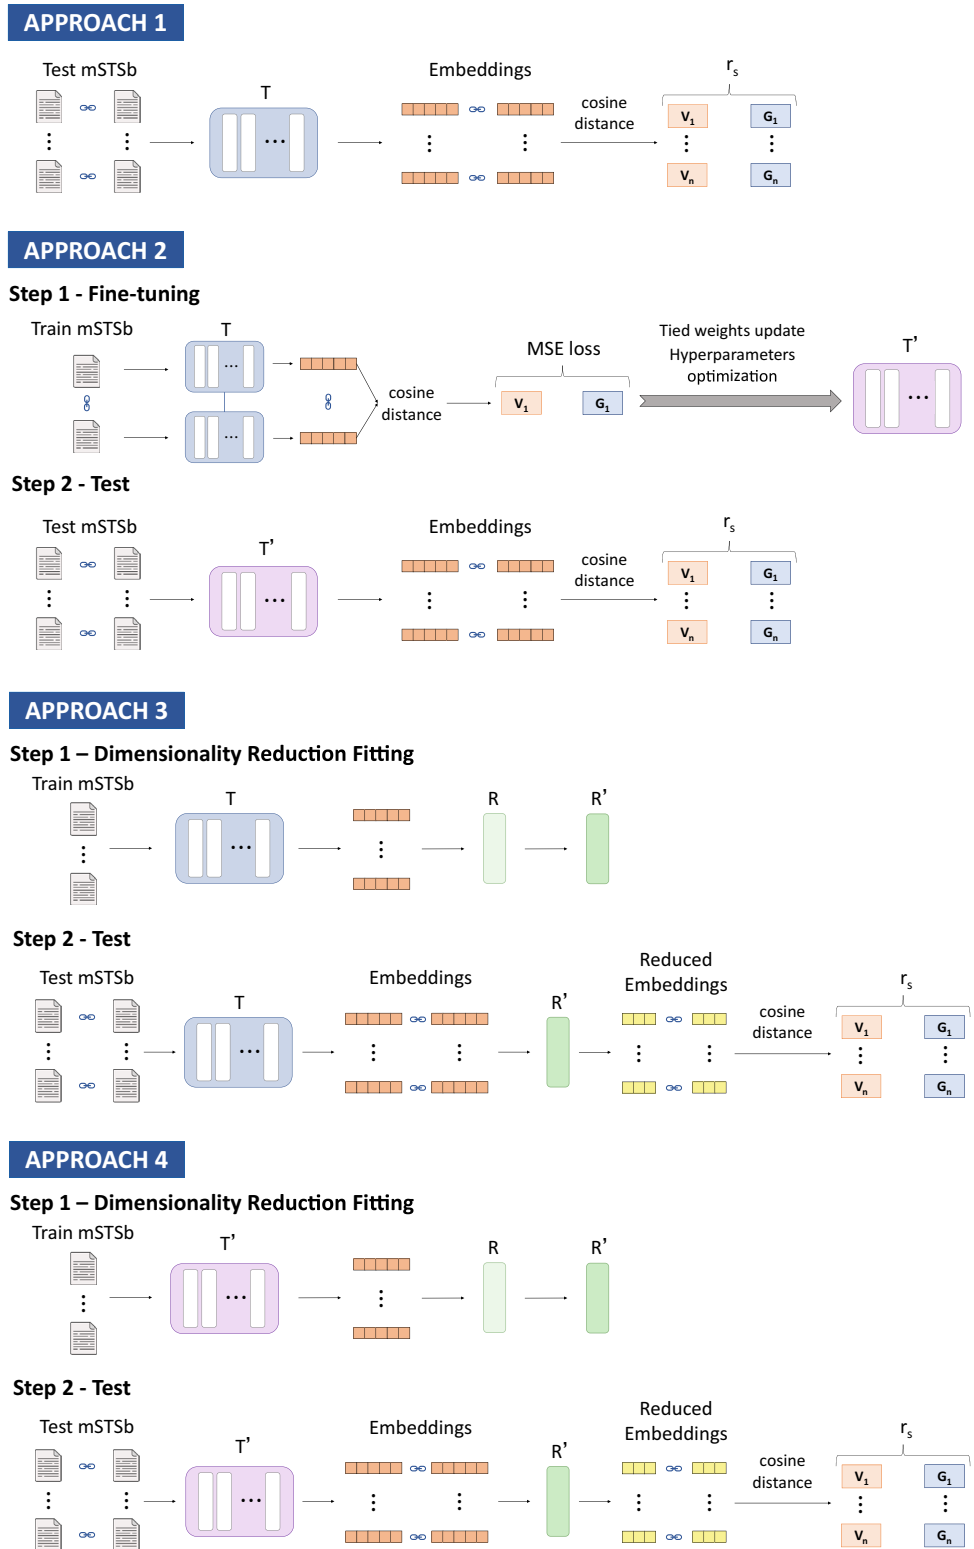 APPROACH 1
Test mSTSb
T
Embeddings
cosine
distance
rs
V1
G1
Vn
Gn
APPROACH 2
Step 1 - Fine-tuning
Train mSTSb
T
cosine
distance
MSE loss
V1
G1
Tied weights update
Hyperparameters
optimization
T'
Step 2 - Test
Test mSTSb
T'
Embeddings
cosine
distance
rs
V1
G1
Vn
Gn
APPROACH 3
Step 1 – Dimensionality Reduction Fitting
Train mSTSb
T
R
R'
Step 2 - Test
Test mSTSb
T
Embeddings
R'
Reduced
Embeddings
cosine
distance
rs
V1
G1
Vn
Gn
APPROACH 4
Step 1 – Dimensionality Reduction Fitting
Train mSTSb
T'
R
R'
Step 2 - Test
Test mSTSb
T'
Embeddings
R'
Reduced
Embeddings
cosine
distance
rs
V1
G1
Vn
Gn